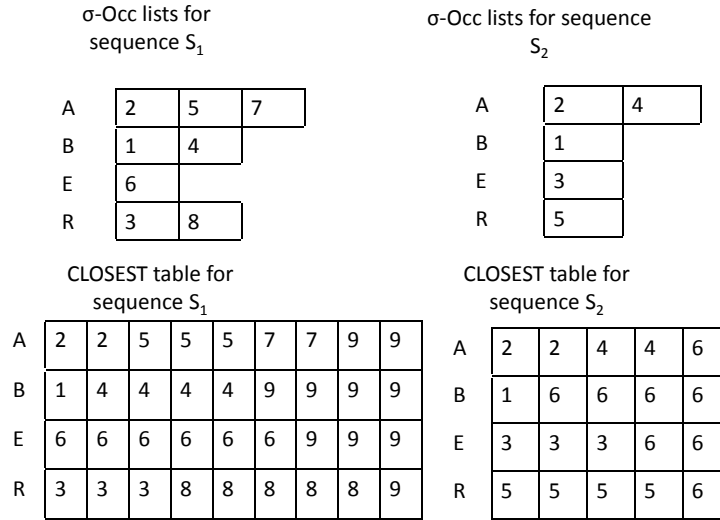 σ-Occ lists for
sequence S₁
σ-Occ lists for sequence
S₂
A 2 5 7
B 1 4
E 6
R 3 8
A 2 4
B 1
E 3
R 5
CLOSEST table for
sequence S₁
CLOSEST table for
sequence S₂
A 2 2 5 5 5 7 7 9 9
B 1 4 4 4 4 9 9 9 9
E 6 6 6 6 6 6 9 9 9
R 3 3 3 8 8 8 8 8 9
A 2 2 4 4 6
B 1 6 6 6 6
E 3 3 3 6 6
R 5 5 5 5 6